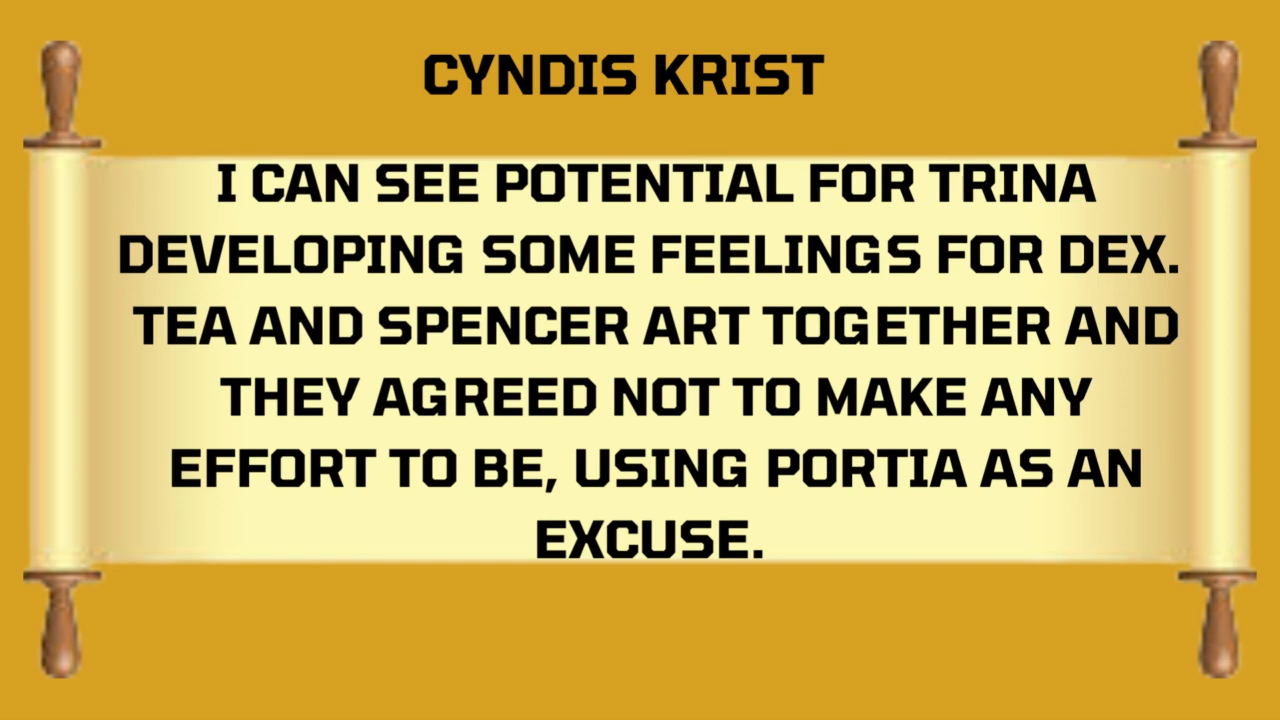 CYNDIS KRIST
I CAN SEE POTENTIAL FOR TRINA
DEVELOPING SOME FEELINGS FOR DEX.
TEA AND SPENCER ART TOGETHER AND
THEY AGREED NOT TO MAKE ANY
EFFORT TO BE, USING PORTIA AS AN
EXCUSE.